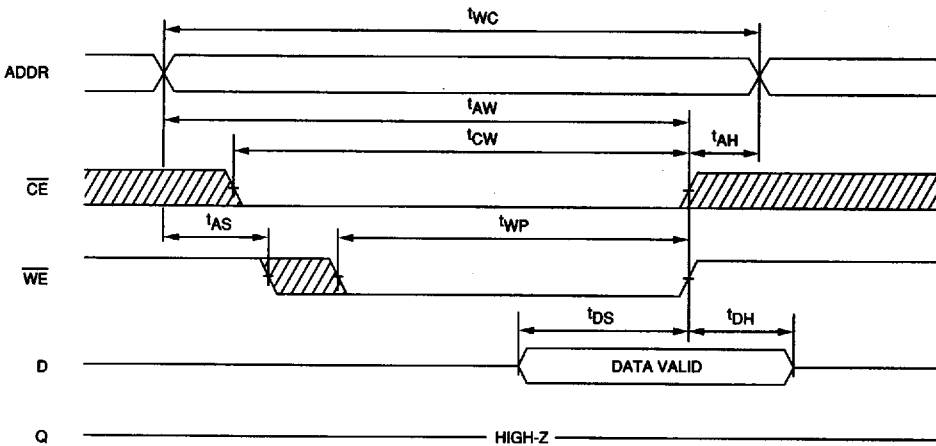 tWC
ADDR
tAW
tCW
tAH
CE
tAS
tWP
WE
tDS
tDH
D
DATA VALID
Q
HIGH-Z